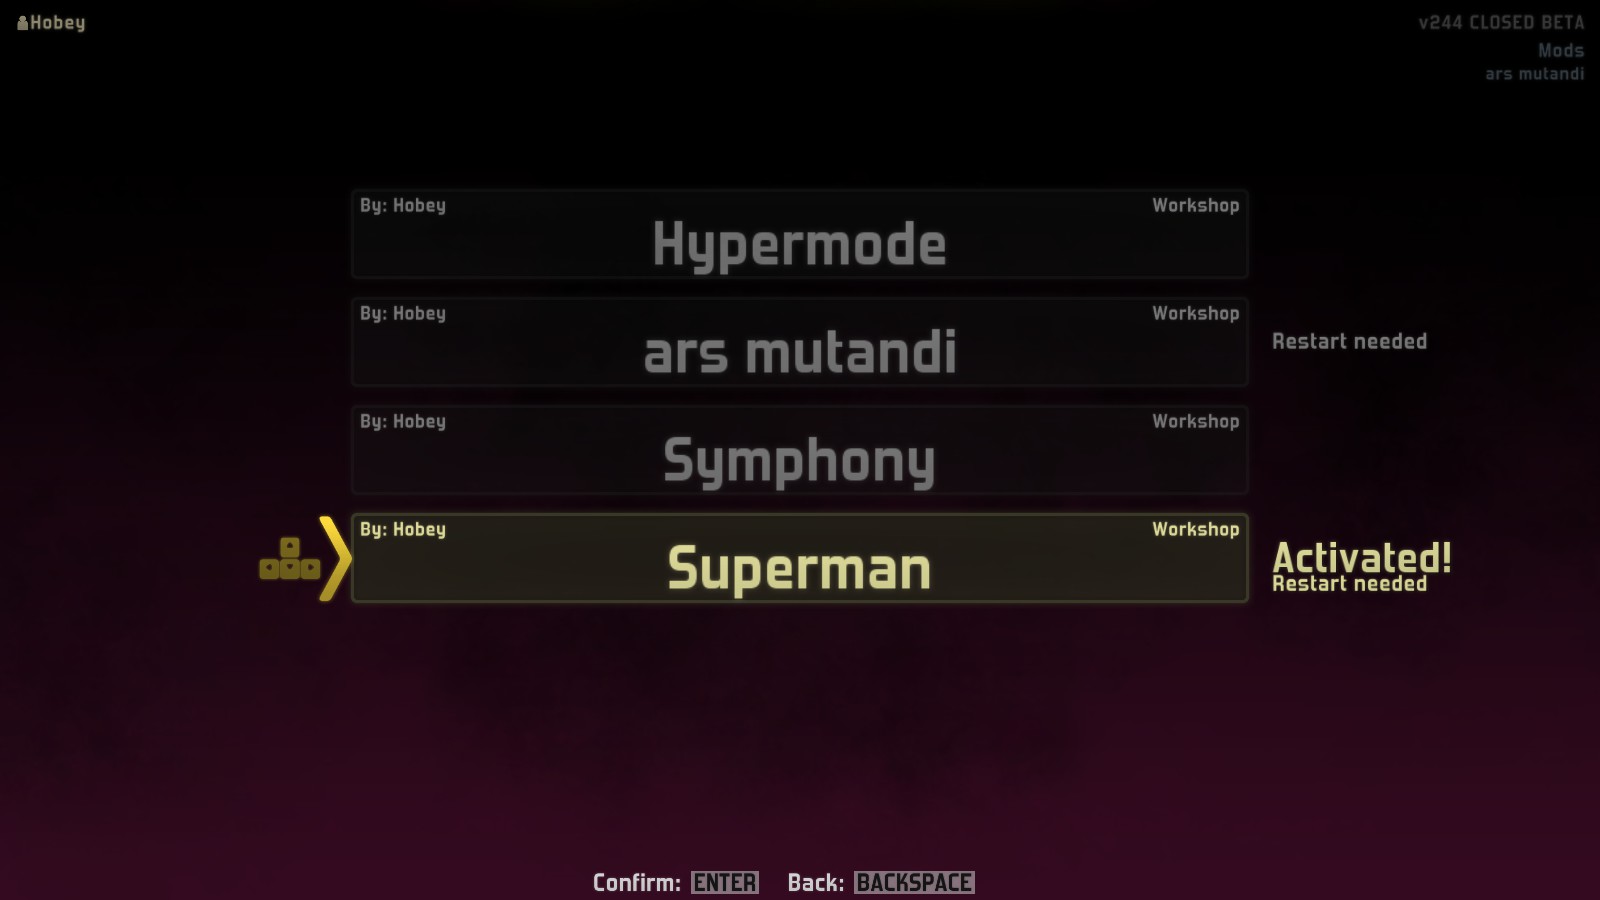 Hobey
v244 CLOSED BETA
Mods
ars mutandi
By: Hobey
Workshop
Hypermode
By: Hobey
Workshop
ars mutandi
Restart needed
By: Hobey
Workshop
Symphony
By: Hobey
Workshop
Superman
Activated!
Restart needed
Confirm: ENTER Back: BACKSPACE